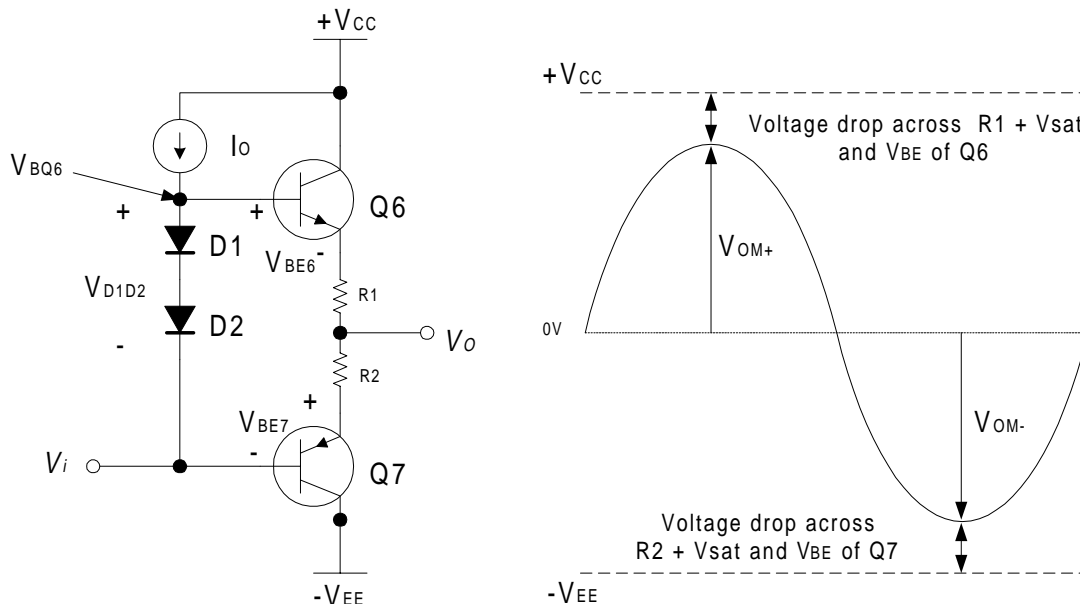 +VCC
IO
VBQ6
+
+
Q6
D1
VBE6
-
R1
VD1D2
D2
-
VO
R2
+
VBE7
-
Vi
Q7
-VEE
+VCC
Voltage drop across R1 + Vsat
and VBE of Q6
VOM+
0V
VOM-
Voltage drop across
R2 + Vsat and VBE of Q7
-VEE